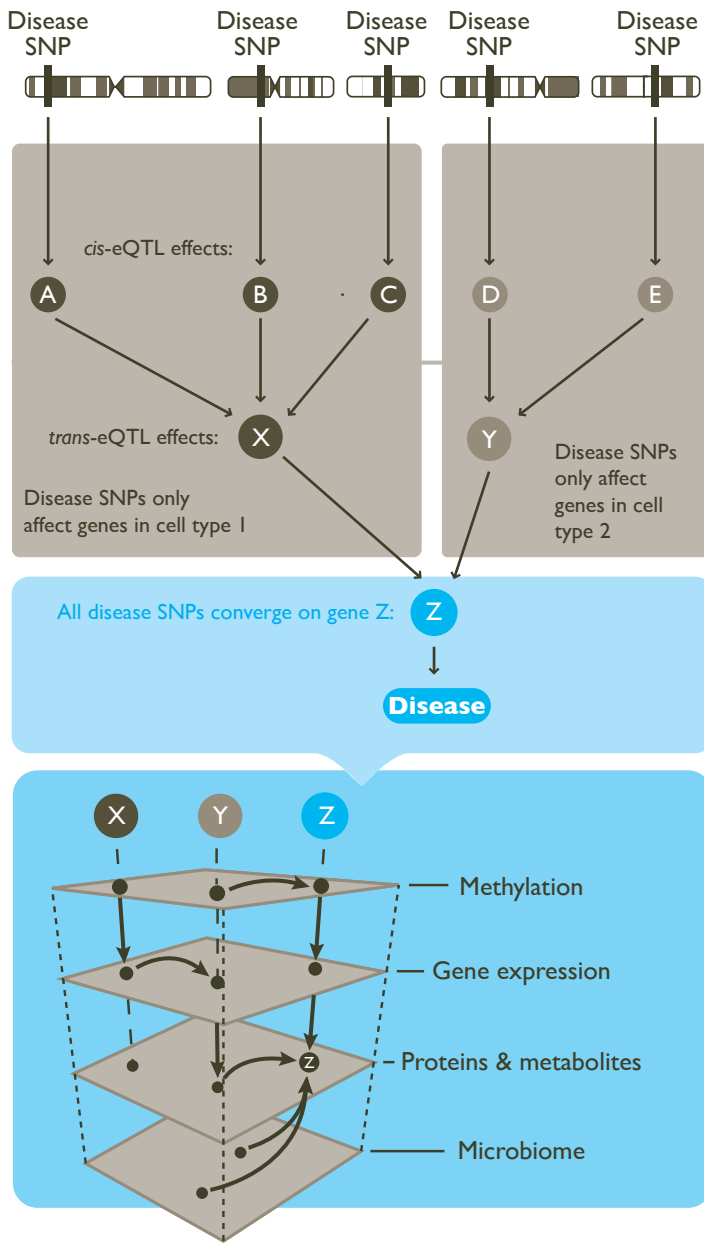 Disease
SNP
Disease
SNP
Disease
SNP
Disease
SNP
Disease
SNP
cis-eQTL effects:
A
B
C
D
E
trans-eQTL effects:
X
Y
Disease SNPs only
affect genes in cell type 1
Disease SNPs
only affect
genes in cell
type 2
All disease SNPs converge on gene Z:
Z
Disease
X
Y
Z
Methylation
Gene expression
Z
Proteins & metabolites
Microbiome